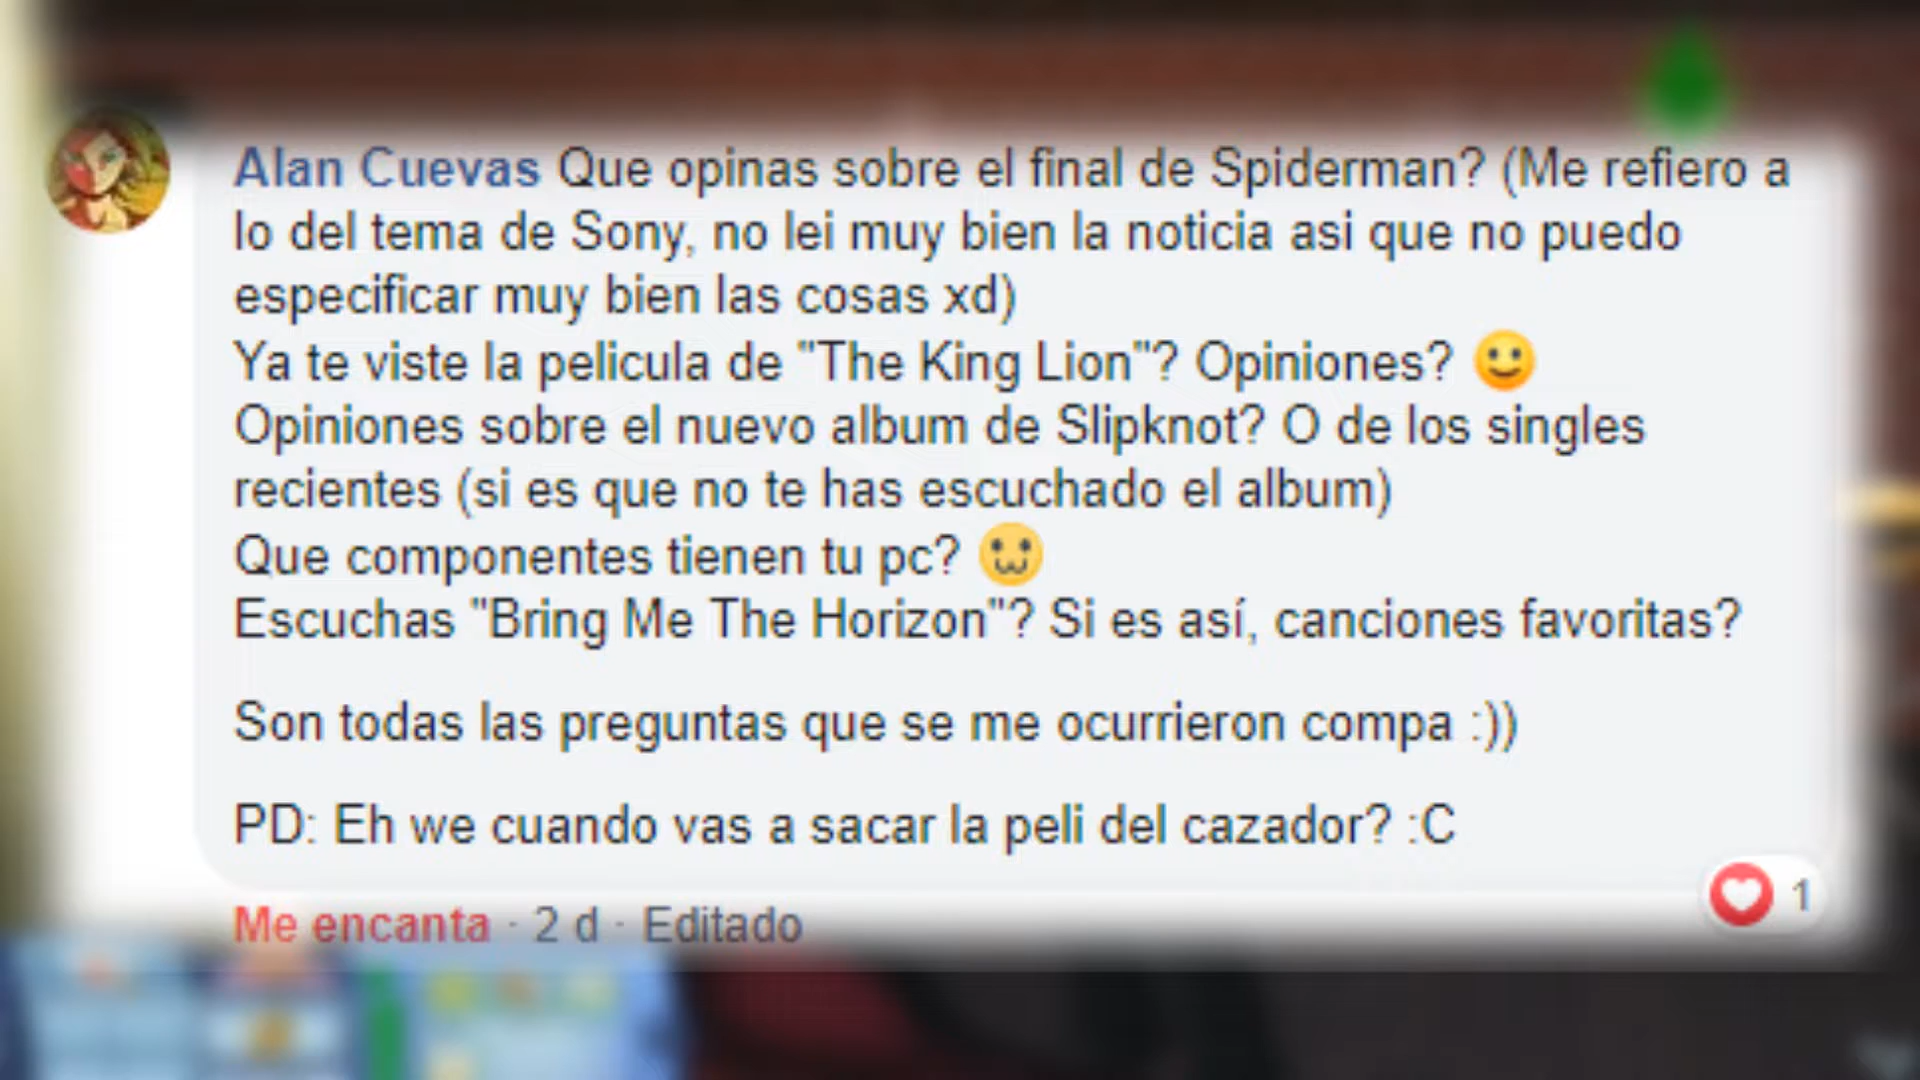 Alan Cuevas Que opinas sobre el final de Spiderman? (Me refiero a
lo del tema de Sony, no lei muy bien la noticia asi que no puedo
especificar muy bien las cosas xd)
Ya te viste la pelicula de "The King Lion"? Opiniones? 🙂
Opiniones sobre el nuevo album de Slipknot? O de los singles
recientes (si es que no te has escuchado el album)
Que componentes tienen tu pc?
Escuchas "Bring Me The Horizon"? Si es así, canciones favoritas?
Son todas las preguntas que se me ocurrieron compa :))
PD: Eh we cuando vas a sacar la peli del cazador? :C
1
Me encanta · 2 d · Editado